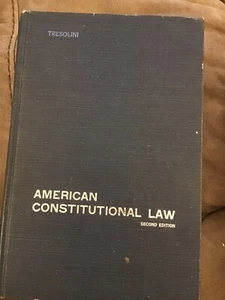 TRESOLINI
AMERICAN
CONSTITUTIONAL LAW
SECOND EDITION